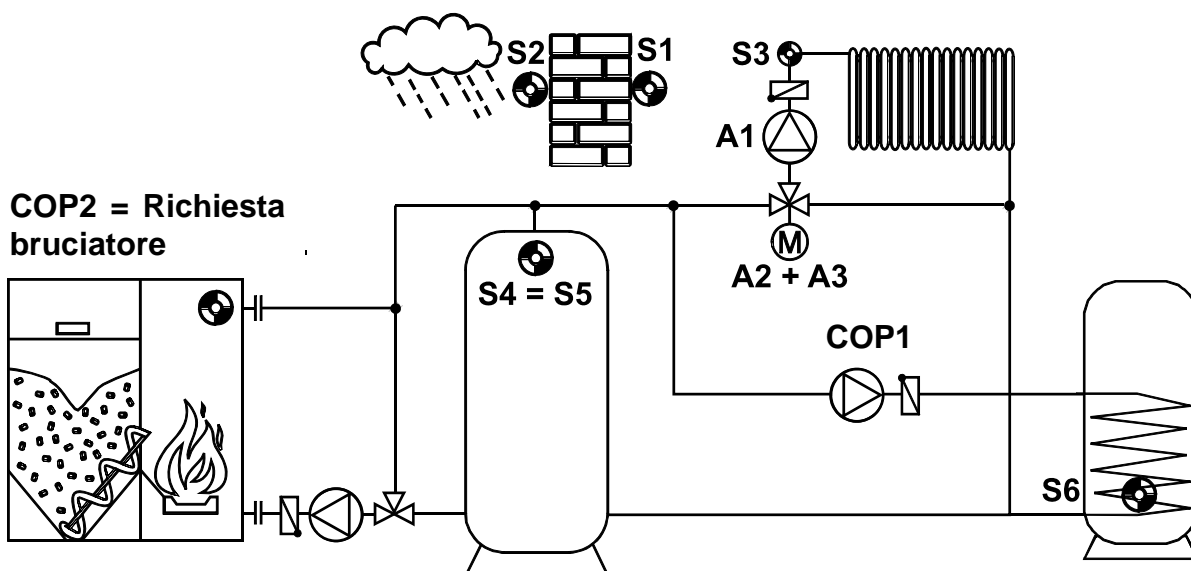 S2 S1
S3
A1
COP2 = Richiesta
bruciatore
M
A2 + A3
S4 = S5
COP1
S6